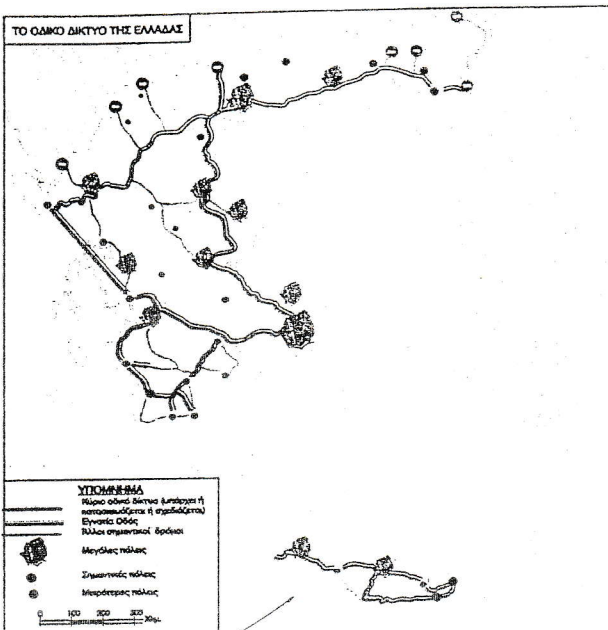 ΤΟ ΟΔΙΚΟ ΔΙΚΤΥΟ ΤΗΣ ΕΛΛΑΔΑΣ
ΥΠΟΜΝΗΜΑ
Κύριο οδικό δίκτυο (υπάρχει ή
κατασκευάζεται ή σχεδιάζεται)
Εγνατία Οδός
Άλλοι σημαντικοί δρόμοι
Μεγάλες πόλεις
Σημαντικές πόλεις
Μικρότερες πόλεις
0 100 200 300 Χλμ.